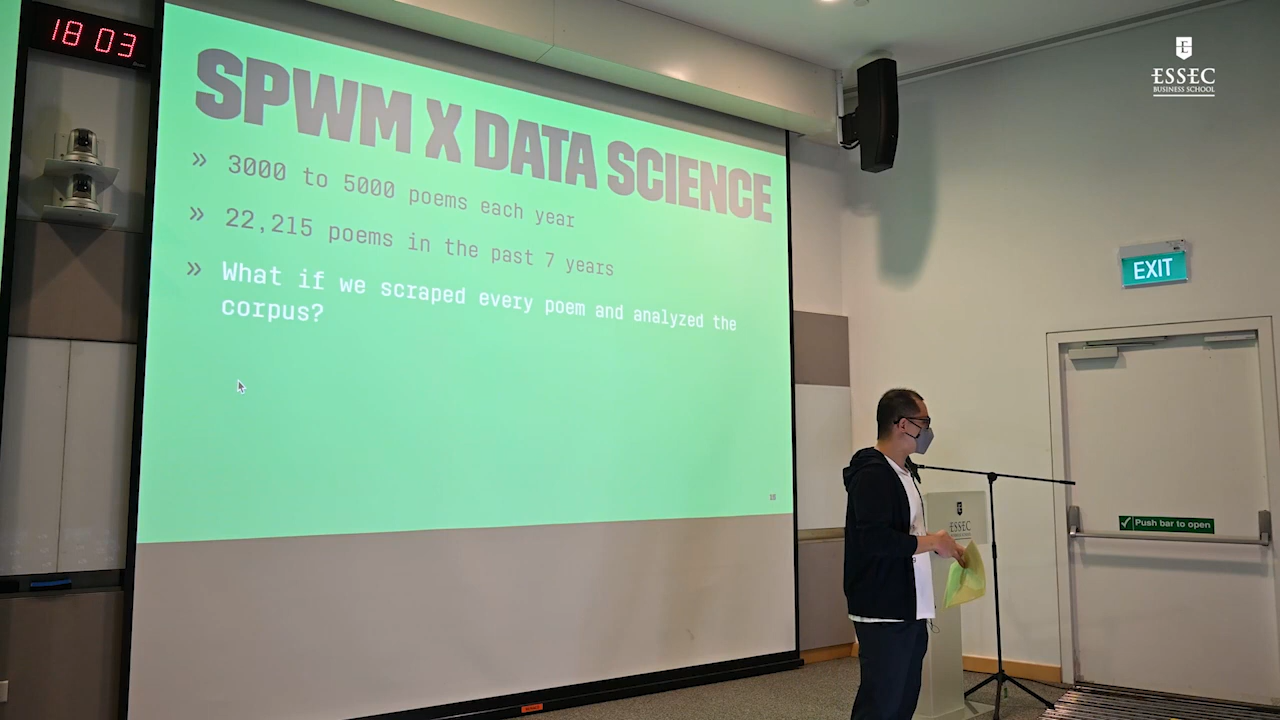 18 03
SPWM X DATA SCIENCE
» 3000 to 5000 poems each year
» 22,215 poems in the past 7 years
» What if we scraped every poem and analyzed the
corpus?
ESSEC
BUSINESS SCHOOL
EXIT
ESSEC
Push bar to open